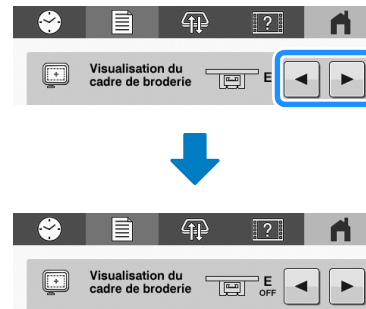 ?
Visualisation du
cadre de broderie
E
?
Visualisation du
cadre de broderie
E
OFF